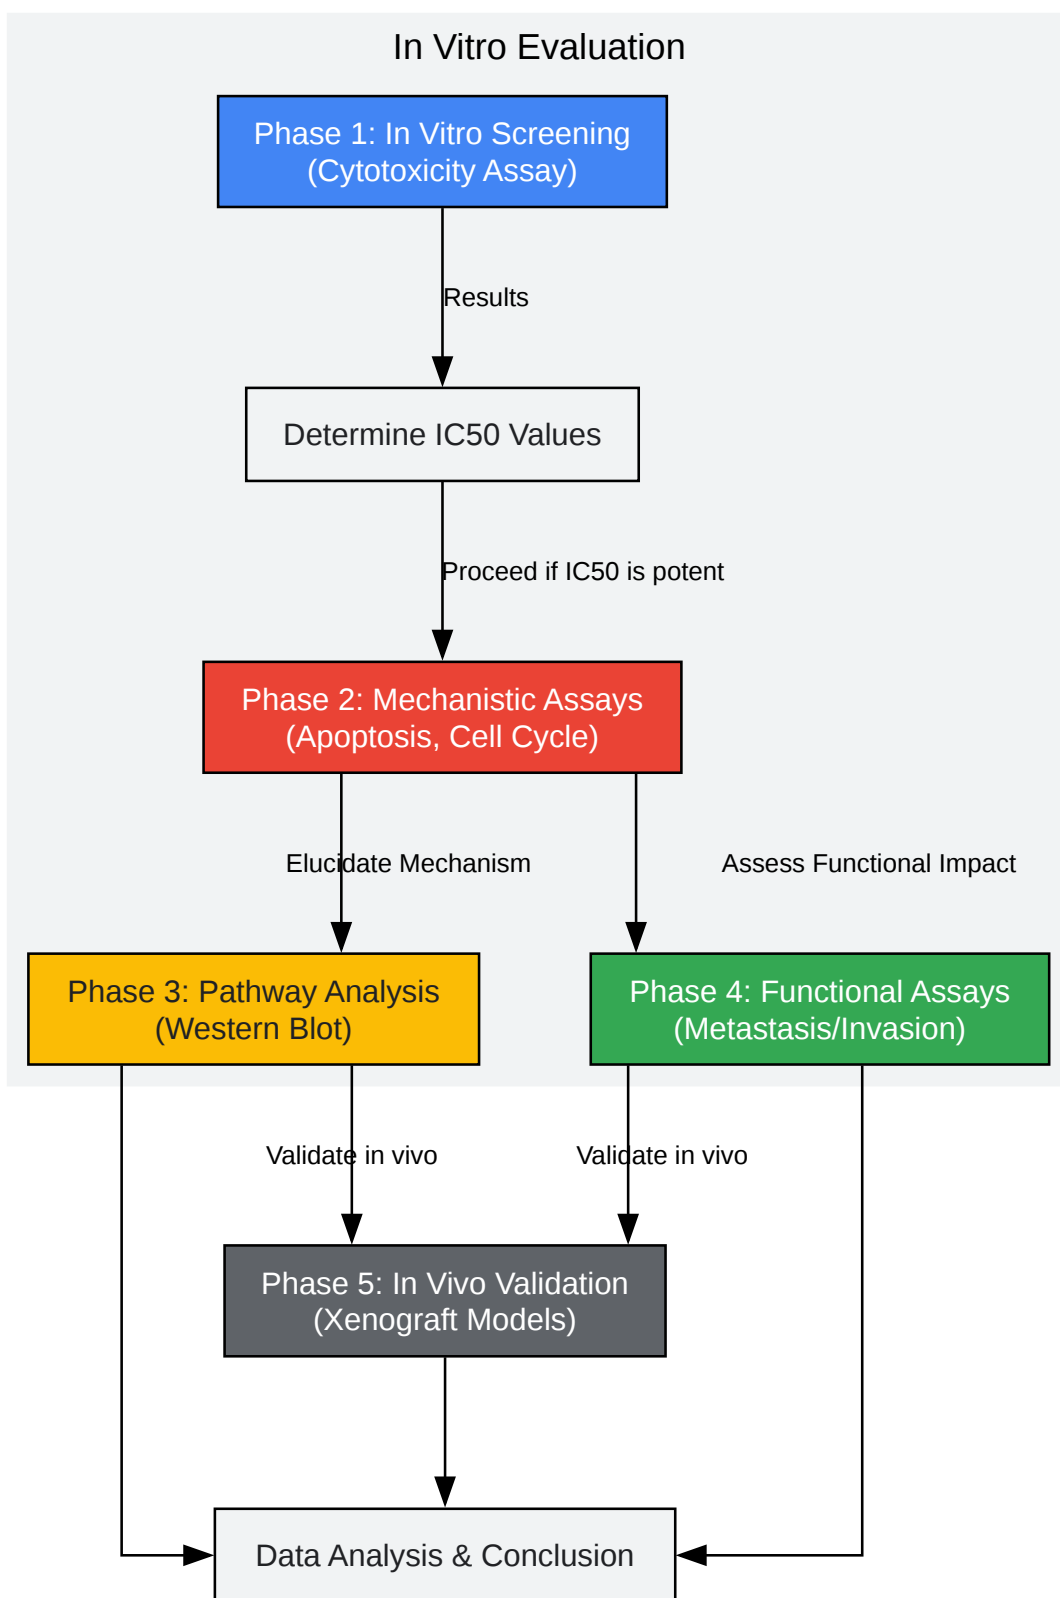 In Vitro Evaluation
Phase 1: In Vitro Screening
(Cytotoxicity Assay)
Results
Determine IC50 Values
Proceed if IC50 is potent
Phase 2: Mechanistic Assays
(Apoptosis, Cell Cycle)
Elucidate Mechanism
Assess Functional Impact
Phase 3: Pathway Analysis
(Western Blot)
Phase 4: Functional Assays
(Metastasis/Invasion)
Validate in vivo
Validate in vivo
Phase 5: In Vivo Validation
(Xenograft Models)
Data Analysis & Conclusion